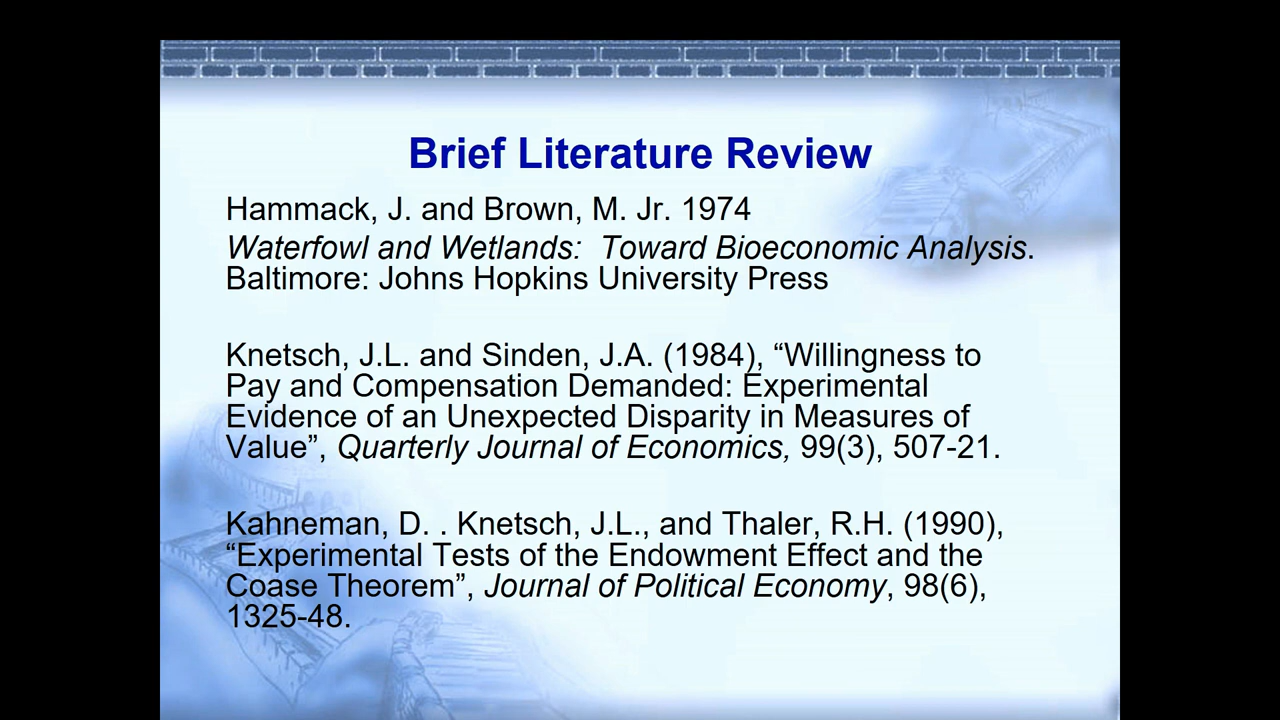 Brief Literature Review
Hammack, J. and Brown, M. Jr. 1974
Waterfowl and Wetlands:  Toward Bioeconomic Analysis.
Baltimore: Johns Hopkins University Press
Knetsch, J.L. and Sinden, J.A. (1984), “Willingness to
Pay and Compensation Demanded: Experimental
Evidence of an Unexpected Disparity in Measures of
Value”, Quarterly Journal of Economics, 99(3), 507-21.
Kahneman, D. . Knetsch, J.L., and Thaler, R.H. (1990),
“Experimental Tests of the Endowment Effect and the
Coase Theorem”, Journal of Political Economy, 98(6),
1325-48.